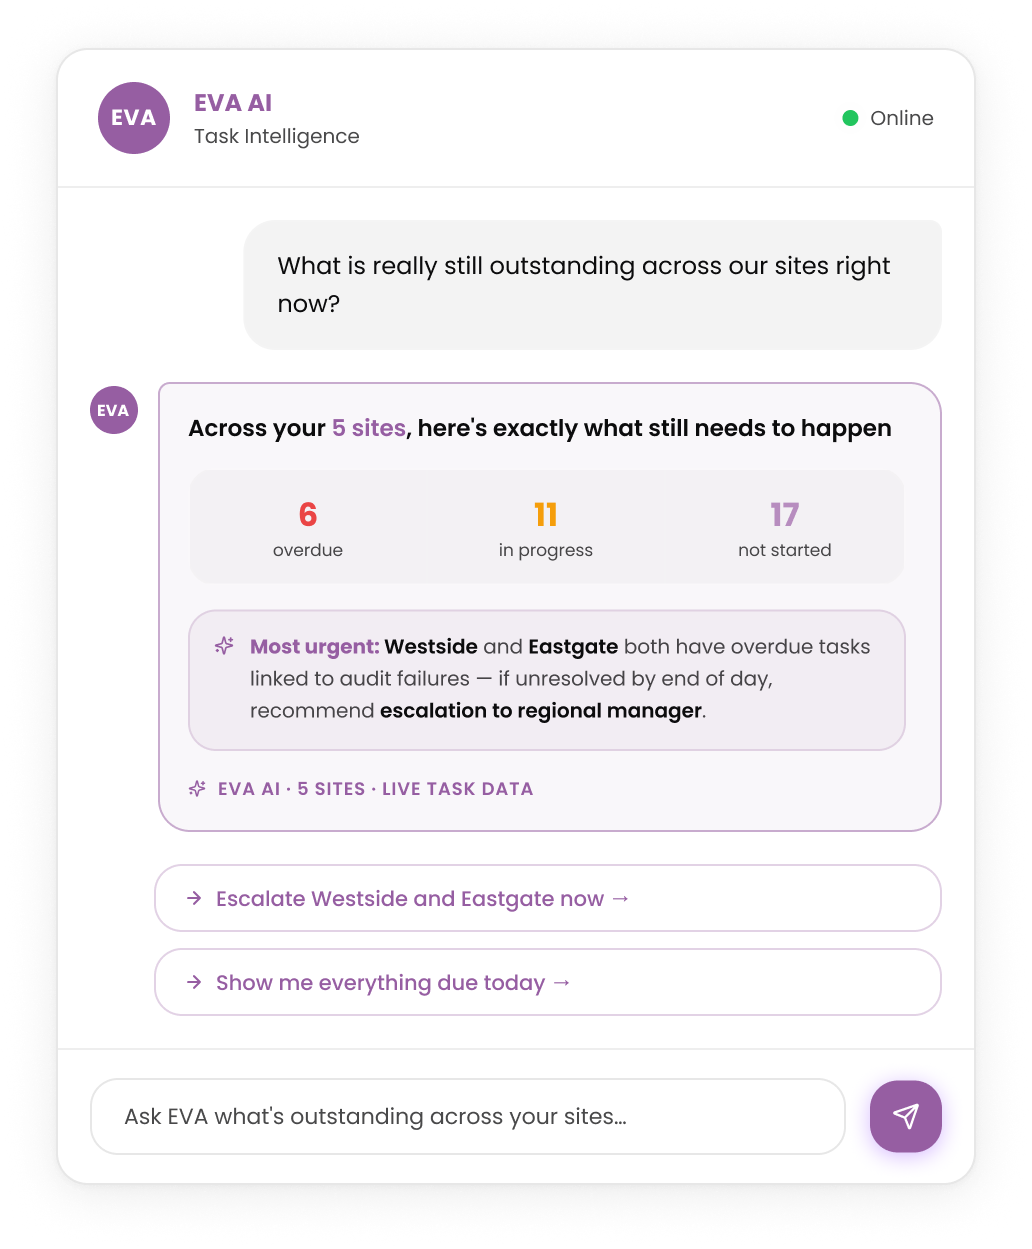 EVA
EVA AI
Task Intelligence
Online
What is really still outstanding across our sites right
now?
EVA
Across your 5 sites, here's exactly what still needs to happen
6
overdue
11
in progress
17
not started
Most urgent: Westside and Eastgate both have overdue tasks
linked to audit failures — if unresolved by end of day,
recommend escalation to regional manager.
EVA AI · 5 SITES · LIVE TASK DATA
→ Escalate Westside and Eastgate now →
→ Show me everything due today →
Ask EVA what's outstanding across your sites...